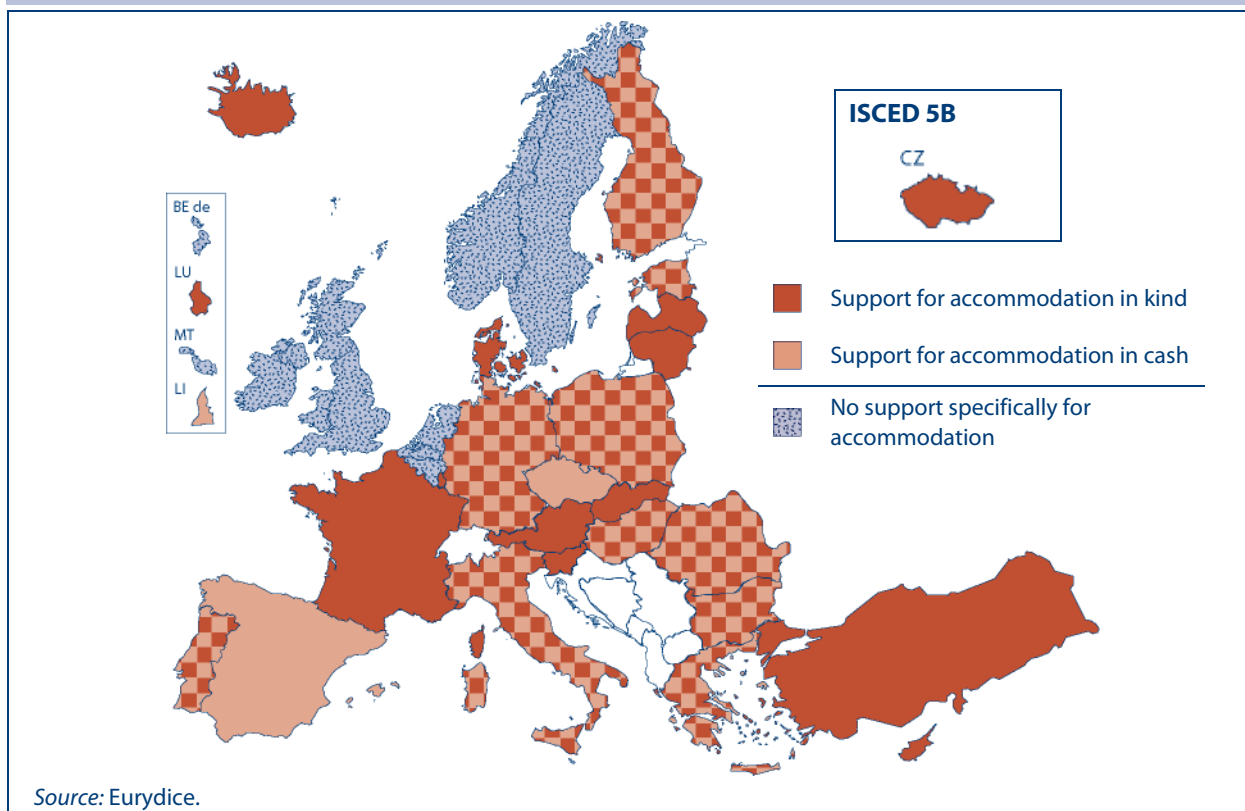 ISCED 5B
CZ
BE de
LU
MT
LI
Support for accommodation in kind
Support for accommodation in cash
No support specifically for
accommodation
Source: Eurydice.